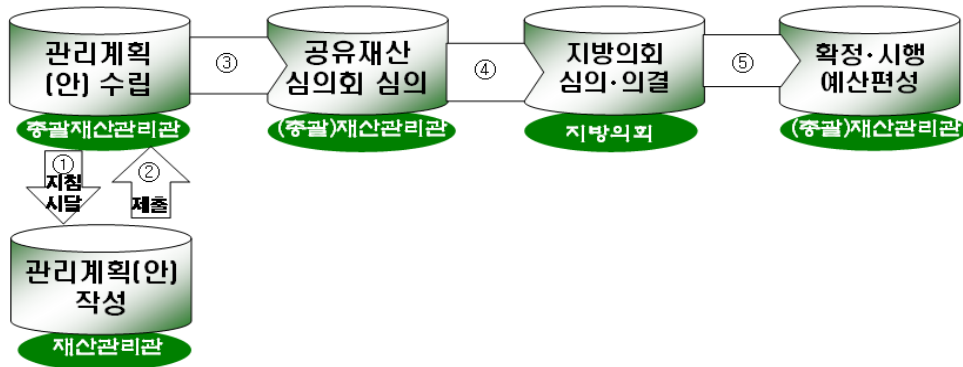 관리계획
(안) 수립
총괄재산관리관
③
공유재산
심의회 심의
(총괄)재산관리관
④
지방의회
심의·의결
지방의회
⑤
확정·시행
예산편성
(총괄)재산관리관
①
지침
시달
②
제출
관리계획(안)
작성
재산관리관